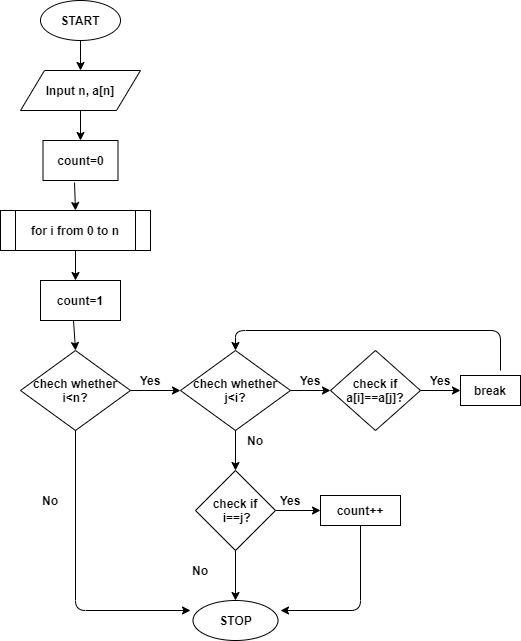 START
Input n, a[n]
count=0
for i from 0 to n
count=1
chech whether
i<n?
Yes
chech whether
j<i?
Yes
check if
a[i]==a[j]?
Yes
break
No
No
check if
i==j?
Yes
count++
No
STOP